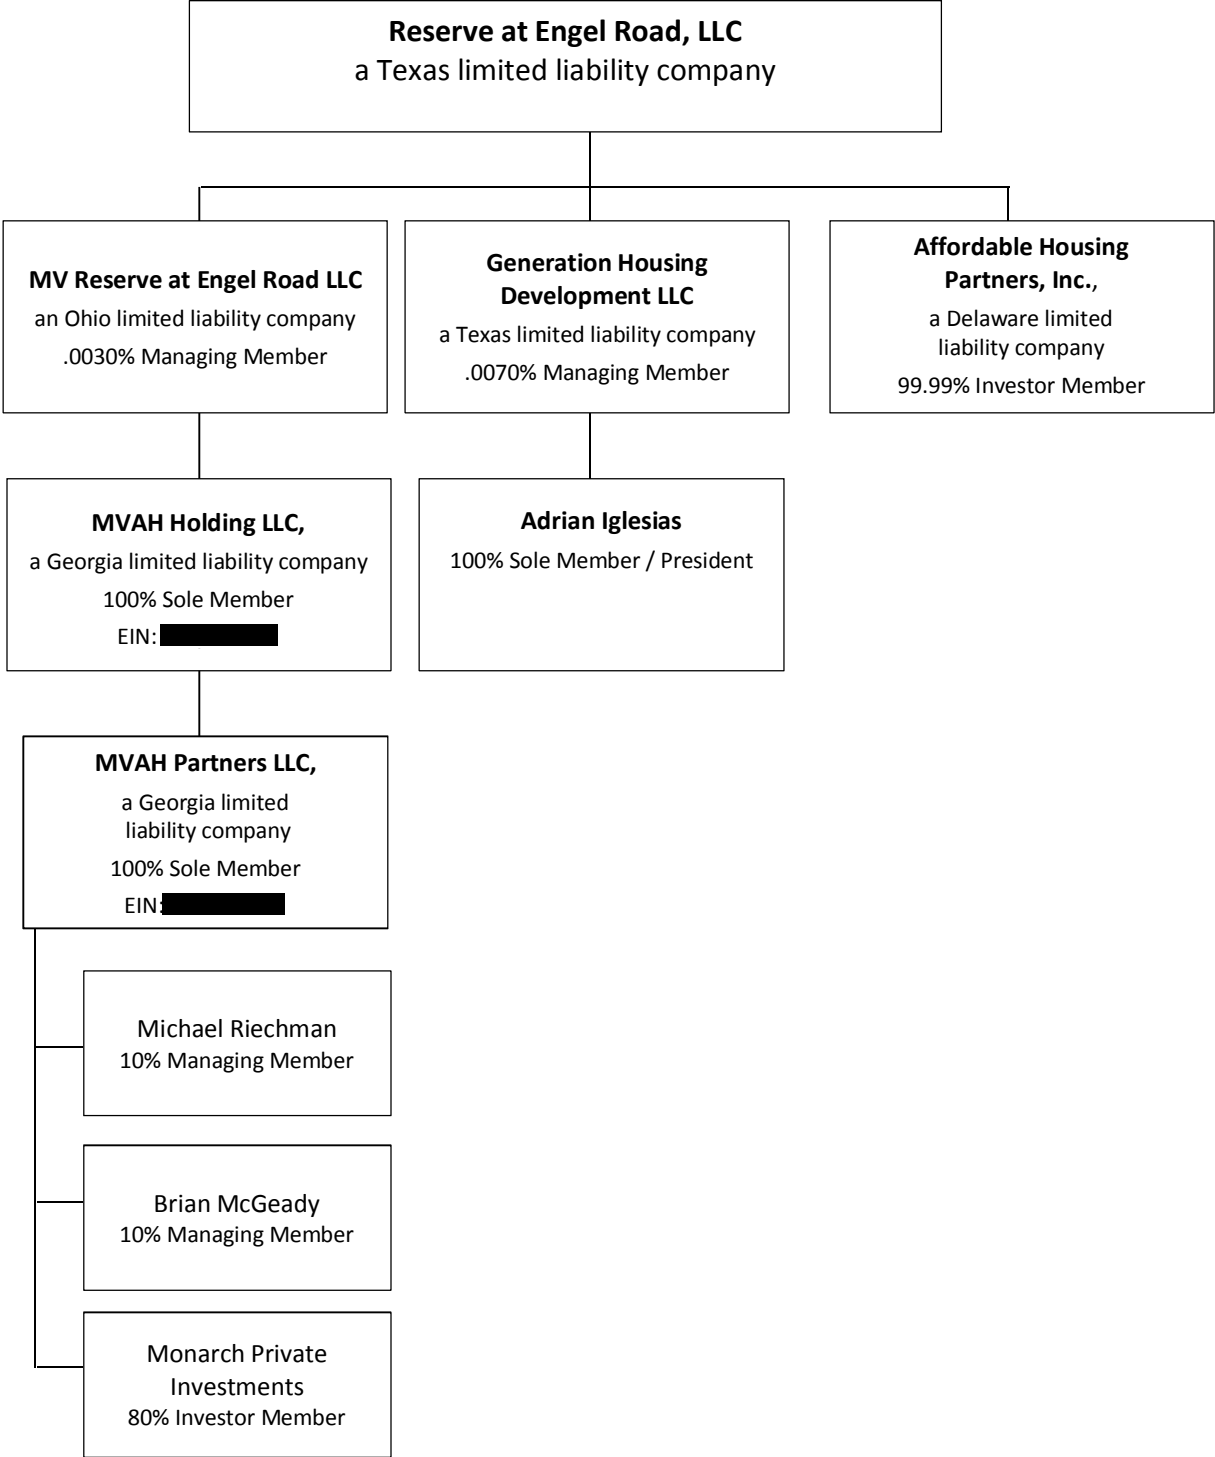 Reserve at Engel Road, LLC
a Texas limited liability company
MV Reserve at Engel Road LLC
an Ohio limited liability company
.0030% Managing Member
Generation Housing
Development LLC
a Texas limited liability company
.0070% Managing Member
Affordable Housing
Partners, Inc.,
a Delaware limited
liability company
99.99% Investor Member
MVAH Holding LLC,
a Georgia limited liability company
100% Sole Member
EIN:
Adrian Iglesias
100% Sole Member / President
MVAH Partners LLC,
a Georgia limited
liability company
100% Sole Member
EIN:
Michael Riechman
10% Managing Member
Brian McGeady
10% Managing Member
Monarch Private
Investments
80% Investor Member